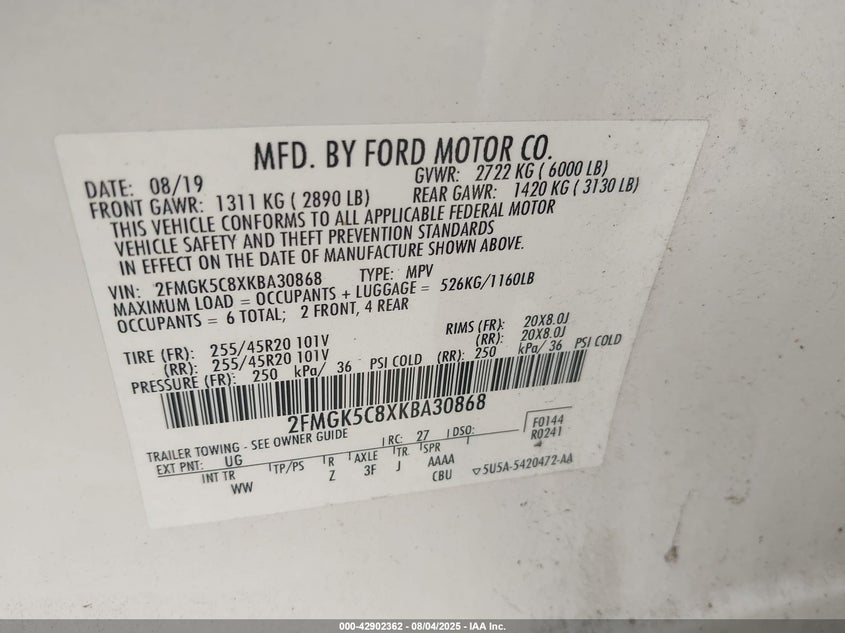 MFD. BY FORD MOTOR CO.
DATE: 08/19 GVWR: 2722 KG ( 6000 LB)
FRONT GAWR: 1311 KG ( 2890 LB) REAR GAWR: 1420 KG ( 3130 LB)
THIS VEHICLE CONFORMS TO ALL APPLICABLE FEDERAL MOTOR
VEHICLE SAFETY AND THEFT PREVENTION STANDARDS
IN EFFECT ON THE DATE OF MANUFACTURE SHOWN ABOVE.
VIN: 2FMGK5C8XKBA30868 TYPE: MPV
MAXIMUM LOAD = OCCUPANTS + LUGGAGE = 526KG/1160LB
OCCUPANTS = 6 TOTAL; 2 FRONT, 4 REAR
TIRE (FR): 255/45R20 101V RIMS (FR): 20X8.0J
(RR): 255/45R20 101V (RR): 20X8.0J
PRESSURE (FR): 250 kPa/ 36 PSI COLD (RR): 250 kPa/ 36 PSI COLD
2FMGK5C8XKBA30868
TRAILER TOWING - SEE OWNER GUIDE F0144
EXT PNT: UG RC: 27 DSO: R0241
INT TR TP/PS R AXLE TR SPR
WW Z 3F J AAAA
CBU 5U5A-5420472-AA
000-42902362 - 08/04/2025 - IAA Inc.